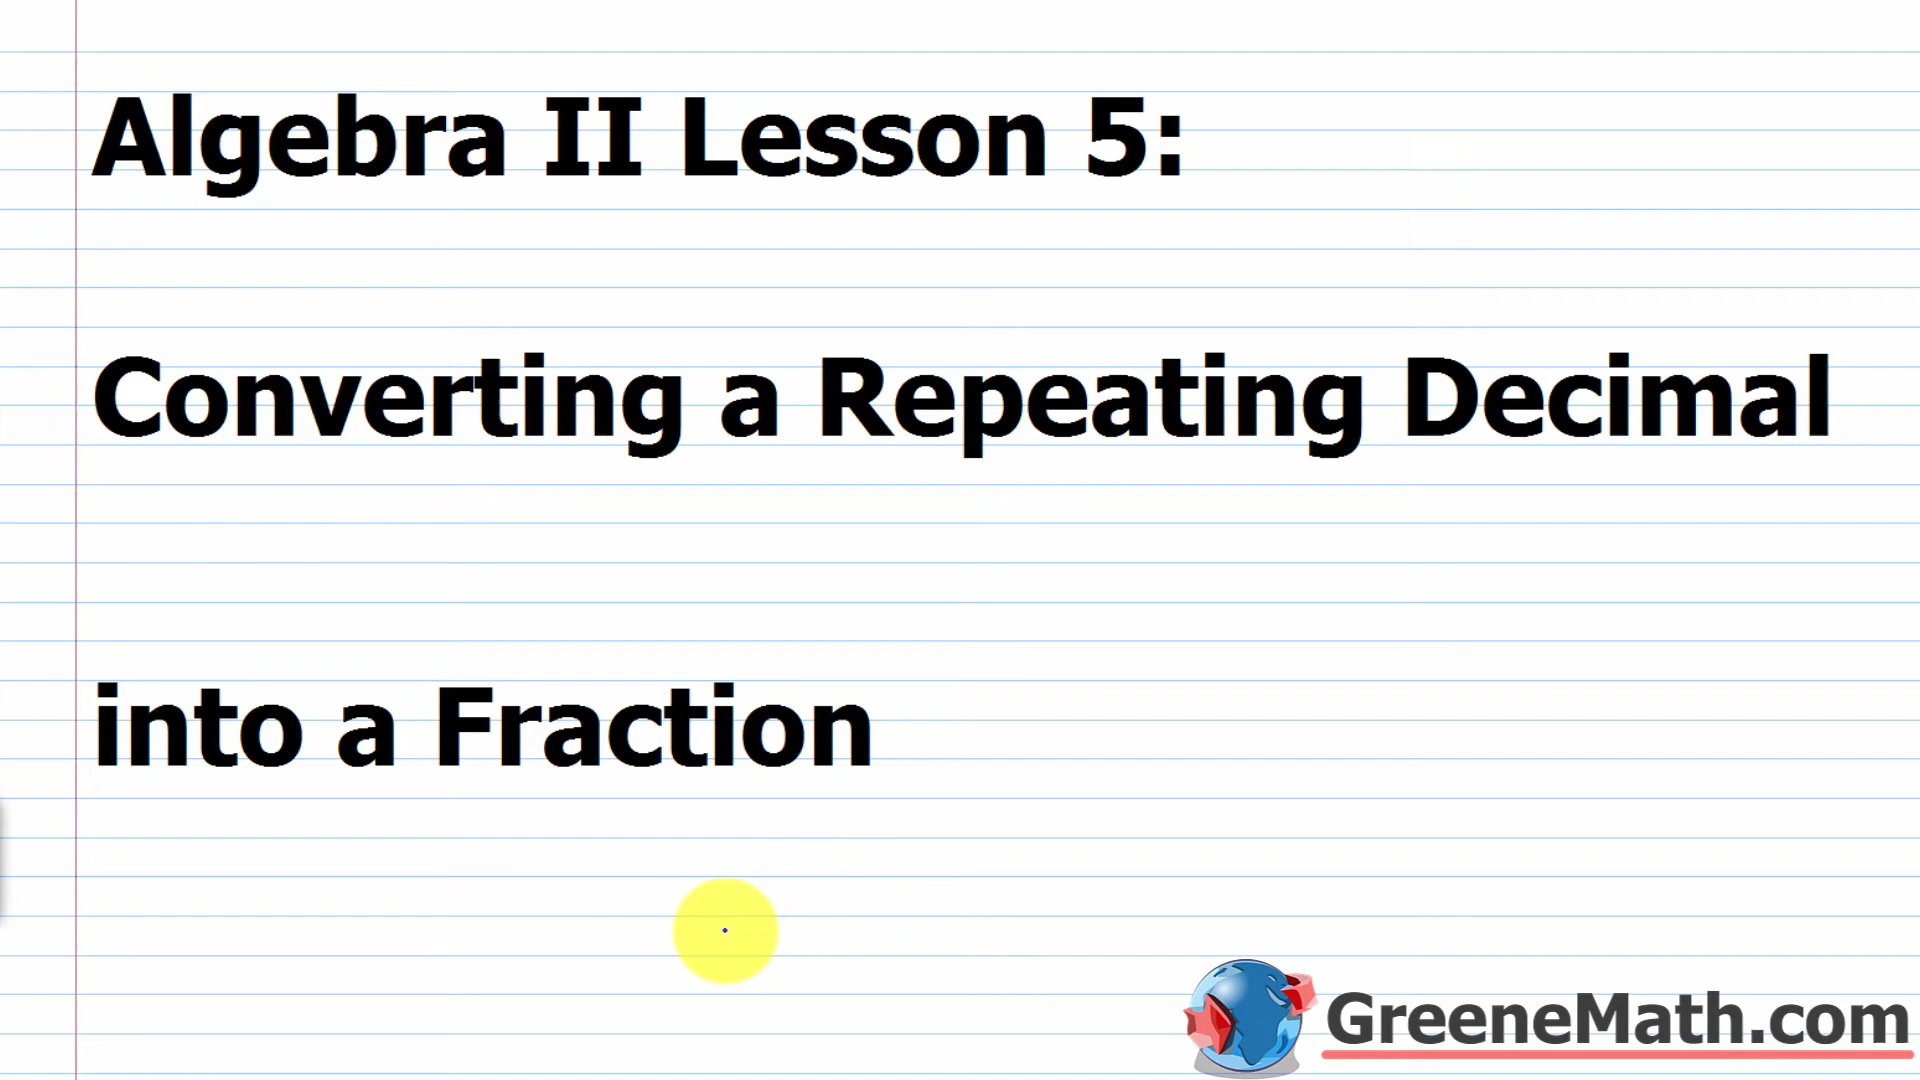 Algebra II Lesson 5:
Converting a Repeating Decimal
into a Fraction
GreeneMath.com